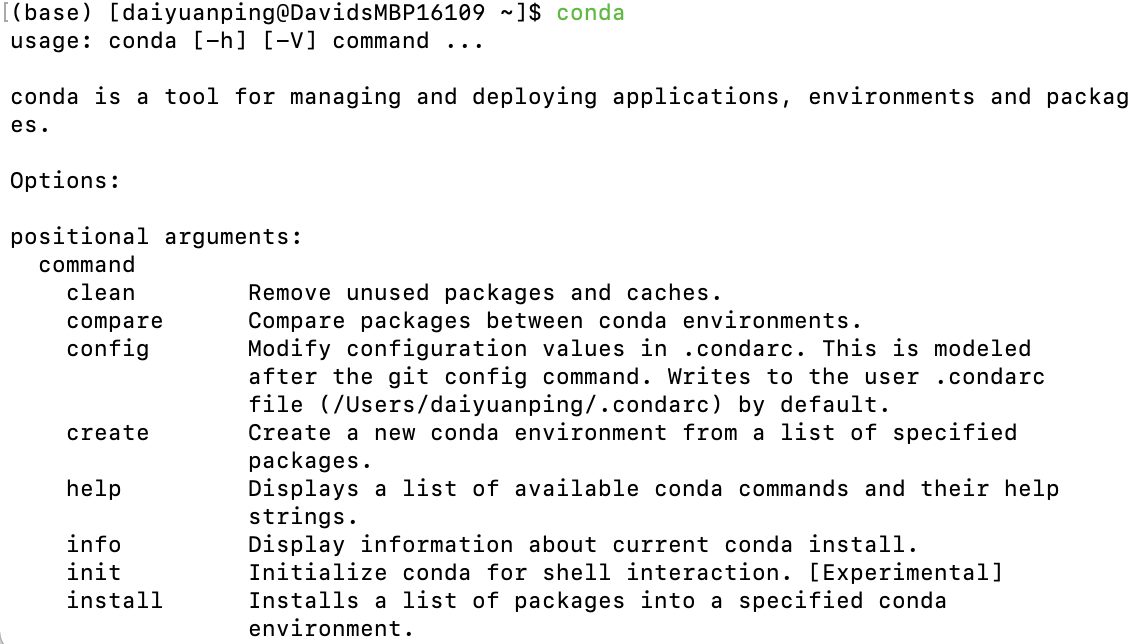 [(base) [daiyuanping@DavidsMBP16109 ~]$ conda
usage: conda [-h] [-V] command ...
conda is a tool for managing and deploying applications, environments and packag
es.
Options:
positional arguments:
command
clean Remove unused packages and caches.
compare Compare packages between conda environments.
config Modify configuration values in .condarc. This is modeled
after the git config command. Writes to the user .condarc
file (/Users/daiyuanping/.condarc) by default.
create Create a new conda environment from a list of specified
packages.
help Displays a list of available conda commands and their help
strings.
info Display information about current conda install.
init Initialize conda for shell interaction. [Experimental]
install Installs a list of packages into a specified conda
environment.